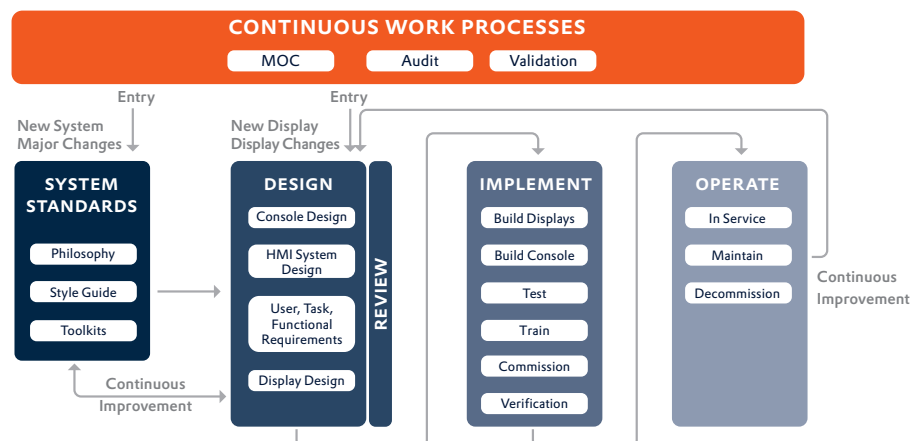 CONTINUOUS WORK PROCESSES
MOC
Audit
Validation
Entry
New System
Major Changes
Entry
New Display
Display Changes
SYSTEM
STANDARDS
Philosophy
Style Guide
Toolkits
Continuous
Improvement
DESIGN
Console Design
HMI System
Design
User, Task,
Functional
Requirements
Display Design
REVIEW
IMPLEMENT
Build Displays
Build Console
Test
Train
Commission
Verification
OPERATE
In Service
Maintain
Decommission
Continuous
Improvement